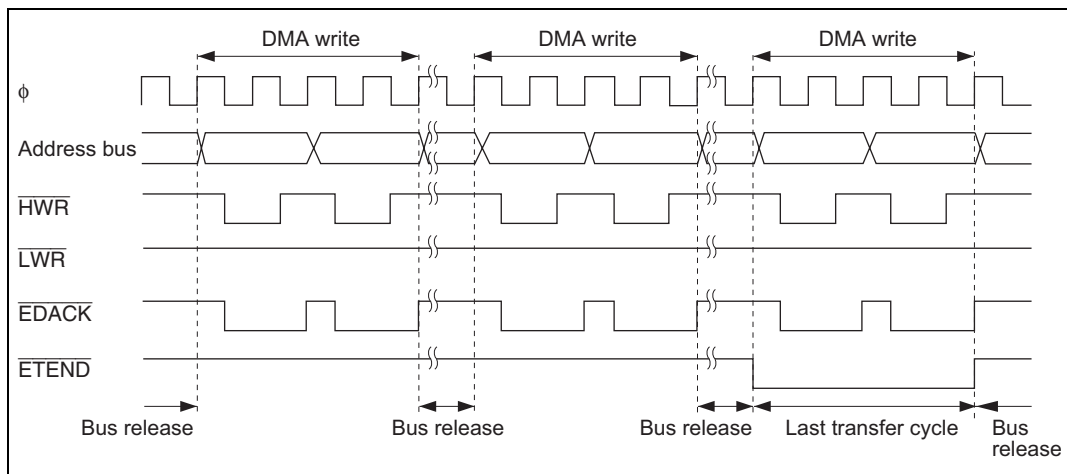 DMA write DMA write DMA write
ϕ
Address bus
HWR
LWR
EDACK
ETEND
Bus release Bus release Bus release Last transfer cycle Bus
release